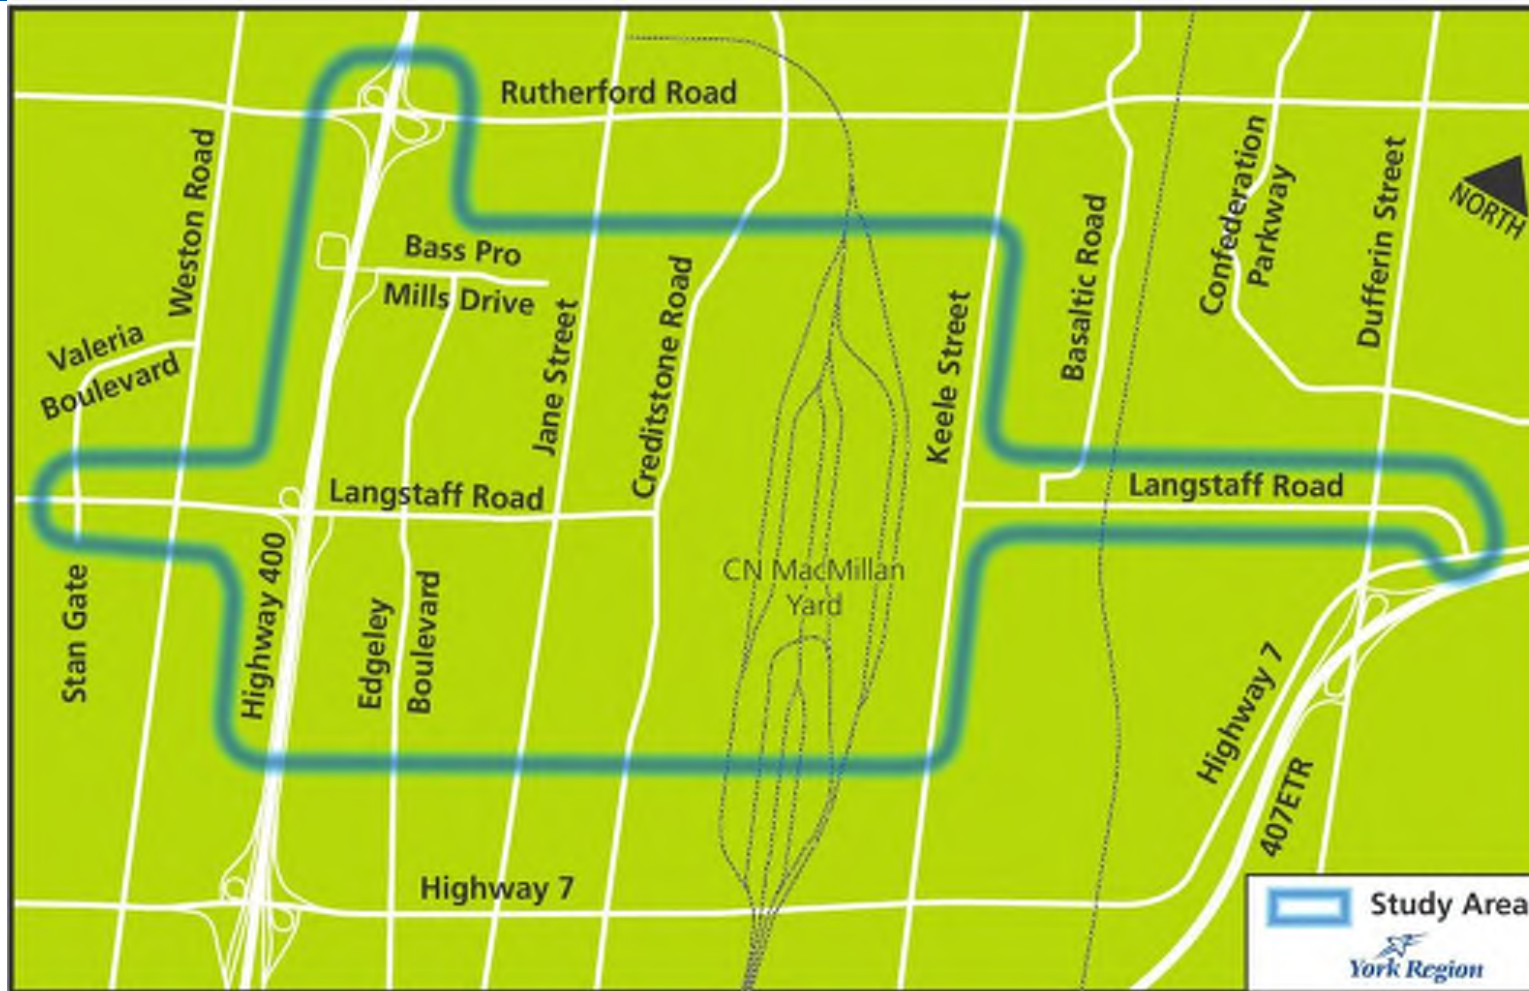 Rutherford Road
Weston Road
Confederation
Parkway
Dufferin Street
NORTH
Basaltic Road
Bass Pro
Mills Drive
Valeria
Boulevard
Jane Street
Creditstone Road
Keele Street
Langstaff Road
Langstaff Road
Stan Gate
Highway 400
Edgeley
Boulevard
CN MacMillan
Yard
Highway 7
407ETR
Highway 7
Study Area
York Region